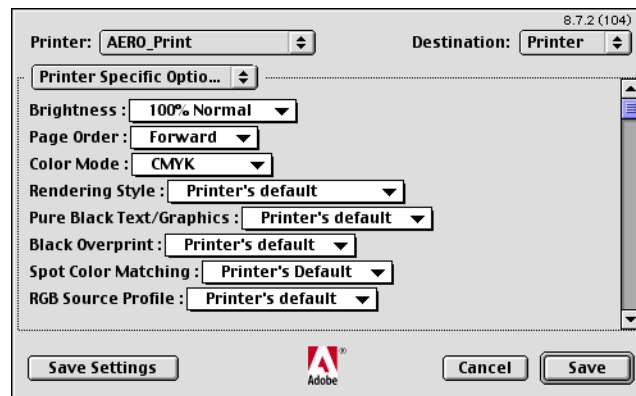 8.7.2 (104)
Printer: AERO_Print Destination: Printer
Printer Specific Optio...
Brightness : 100% Normal
Page Order : Forward
Color Mode : CMYK
Rendering Style : Printer's default
Pure Black Text/Graphics : Printer's default
Black Overprint : Printer's default
Spot Color Matching : Printer's Default
RGB Source Profile : Printer's default
Save Settings Adobe® Cancel Save